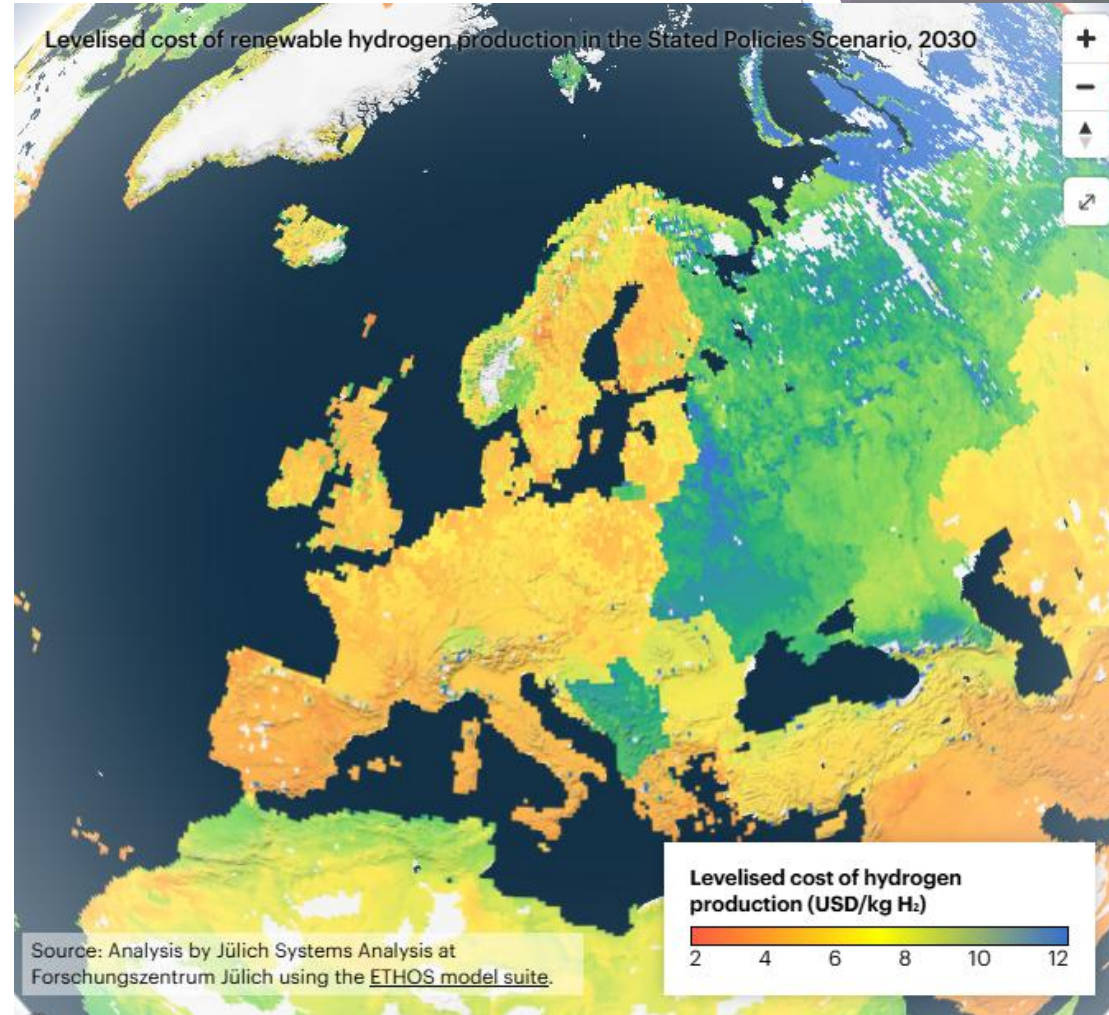 Levelised cost of renewable hydrogen production in the Stated Policies Scenario, 2030
Levelised cost of hydrogen
production (USD/kg H₂)
2 4 6 8 10 12
Source: Analysis by Jülich Systems Analysis at
Forschungszentrum Jülich using the ETHOS model suite.